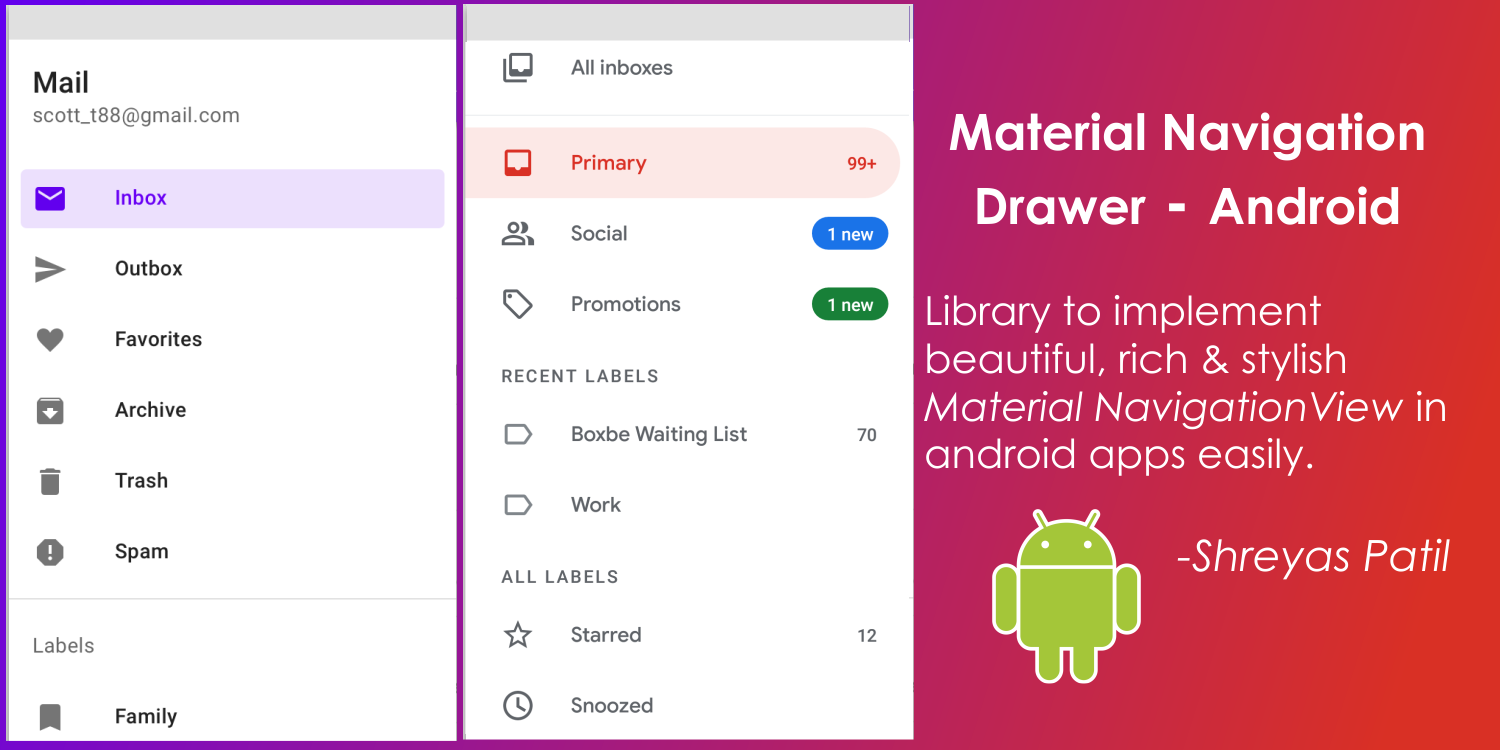 Mail
scott_t88@gmail.com
Inbox
Outbox
Favorites
Archive
Trash
Spam
Labels
Family
All inboxes
Primary 99+
Social 1 new
Promotions 1 new
RECENT LABELS
Boxbe Waiting List 70
Work
ALL LABELS
Starred 12
Snoozed
Material Navigation
Drawer - Android
Library to implement
beautiful, rich & stylish
Material NavigationView in
android apps easily.
-Shreyas Patil